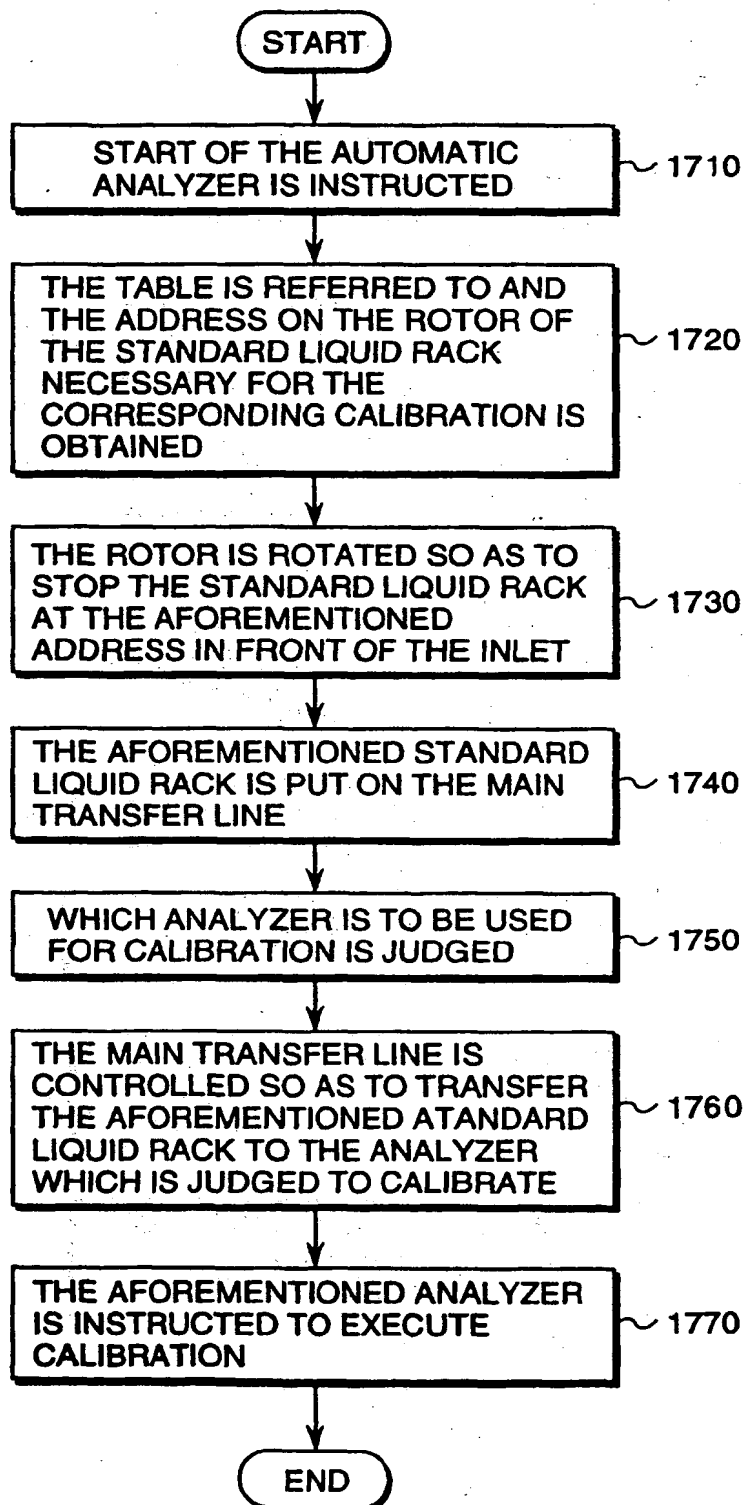 START
START OF THE AUTOMATIC
ANALYZER IS INSTRUCTED
1710
THE TABLE IS REFERRED TO AND
THE ADDRESS ON THE ROTOR OF
THE STANDARD LIQUID RACK
NECESSARY FOR THE
CORRESPONDING CALIBRATION IS
OBTAINED
1720
THE ROTOR IS ROTATED SO AS TO
STOP THE STANDARD LIQUID RACK
AT THE AFOREMENTIONED
ADDRESS IN FRONT OF THE INLET
1730
THE AFOREMENTIONED STANDARD
LIQUID RACK IS PUT ON THE MAIN
TRANSFER LINE
1740
WHICH ANALYZER IS TO BE USED
FOR CALIBRATION IS JUDGED
1750
THE MAIN TRANSFER LINE IS
CONTROLLED SO AS TO TRANSFER
THE AFOREMENTIONED ATANDARD
LIQUID RACK TO THE ANALYZER
WHICH IS JUDGED TO CALIBRATE
1760
THE AFOREMENTIONED ANALYZER
IS INSTRUCTED TO EXECUTE
CALIBRATION
1770
END